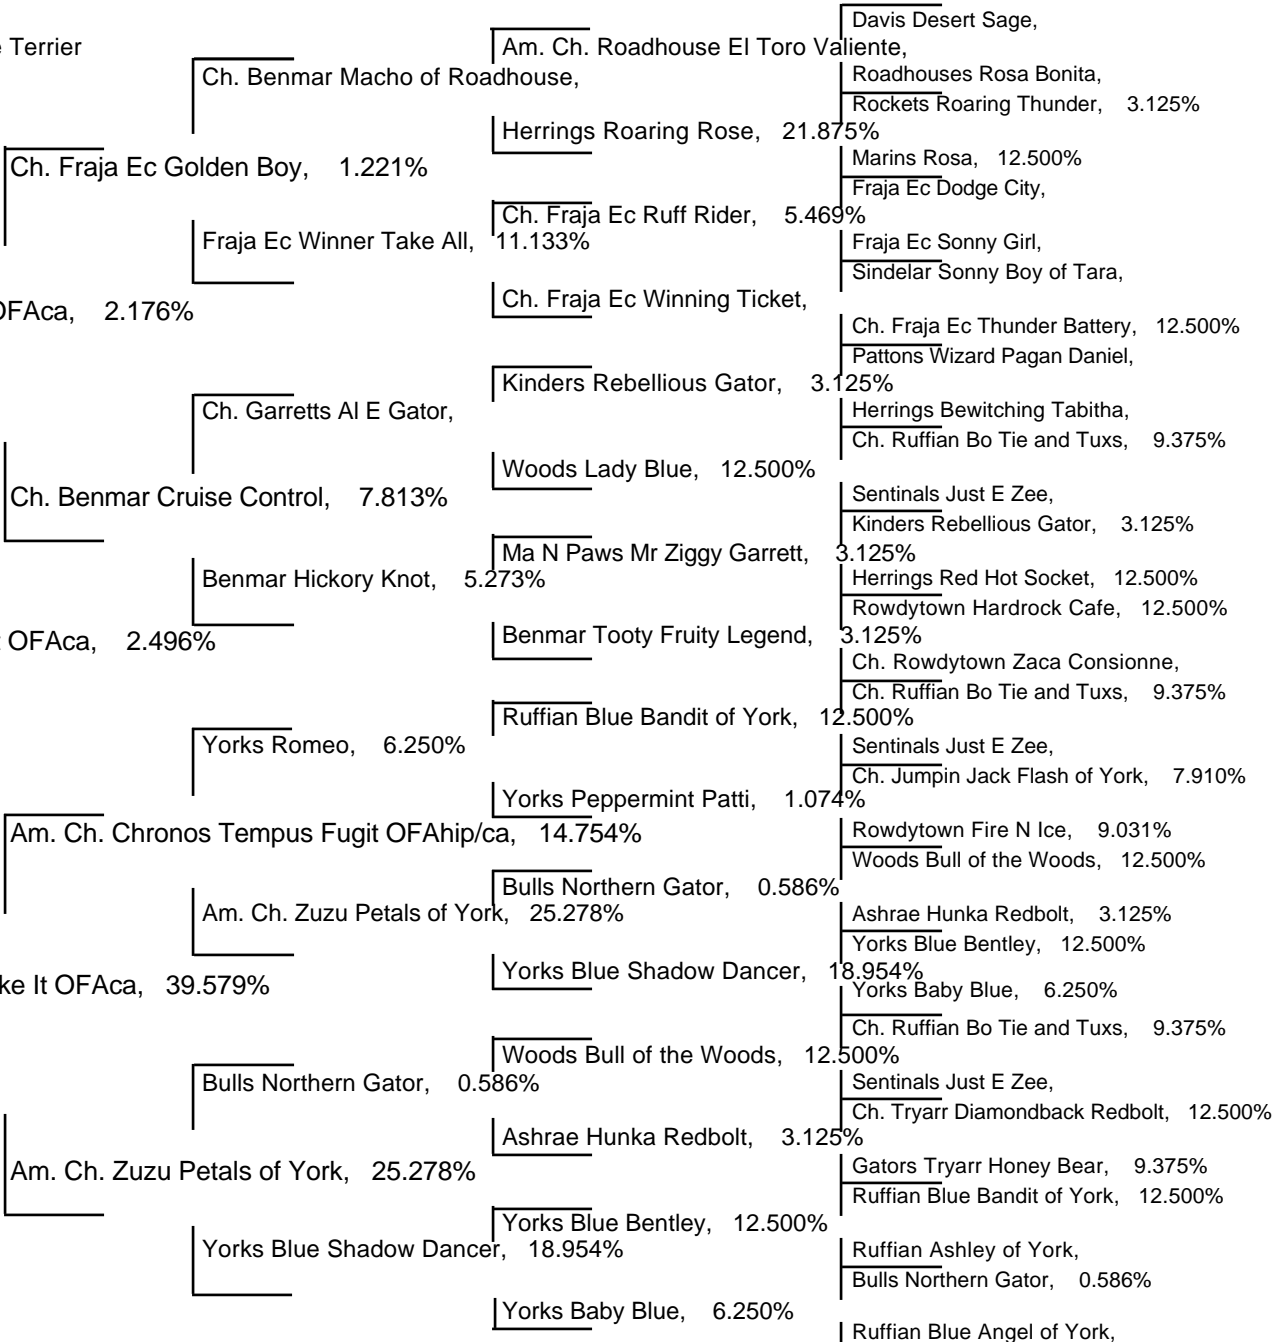 Terrier
OFAca, 2.176%
OFAca, 2.496%
ke It OFAca, 39.579%
Ch. Fraja Ec Golden Boy, 1.221%
Ch. Benmar Cruise Control, 7.813%
Am. Ch. Chronos Tempus Fugit OFAhip/ca, 14.754%
Am. Ch. Zuzu Petals of York, 25.278%
Ch. Benmar Macho of Roadhouse,
Fraja Ec Winner Take All, 11.133%
Ch. Garretts Al E Gator,
Benmar Hickory Knot, 5.273%
Yorks Romeo, 6.250%
Am. Ch. Zuzu Petals of York, 25.278%
Bulls Northern Gator, 0.586%
Yorks Blue Shadow Dancer, 18.954%
Am. Ch. Roadhouse El Toro Valiente,
Herrings Roaring Rose, 21.875%
Ch. Fraja Ec Ruff Rider, 5.469%
Ch. Fraja Ec Winning Ticket,
Kinders Rebellious Gator, 3.125%
Woods Lady Blue, 12.500%
Ma N Paws Mr Ziggy Garrett, 3.125%
Benmar Tooty Fruity Legend, 3.125%
Ruffian Blue Bandit of York, 12.500%
Yorks Peppermint Patti, 1.074%
Bulls Northern Gator, 0.586%
Yorks Blue Shadow Dancer, 18.954%
Woods Bull of the Woods, 12.500%
Ashrae Hunka Redbolt, 3.125%
Yorks Blue Bentley, 12.500%
Yorks Baby Blue, 6.250%
Davis Desert Sage,
Roadhouses Rosa Bonita,
Rockets Roaring Thunder, 3.125%
Marins Rosa, 12.500%
Fraja Ec Dodge City,
Fraja Ec Sonny Girl,
Sindelar Sonny Boy of Tara,
Ch. Fraja Ec Thunder Battery, 12.500%
Pattons Wizard Pagan Daniel,
Herrings Bewitching Tabitha,
Ch. Ruffian Bo Tie and Tuxs, 9.375%
Sentinals Just E Zee,
Kinders Rebellious Gator, 3.125%
Herrings Red Hot Socket, 12.500%
Rowdytown Hardrock Cafe, 12.500%
Ch. Rowdytown Zaca Consionne,
Ch. Ruffian Bo Tie and Tuxs, 9.375%
Sentinals Just E Zee,
Ch. Jumpin Jack Flash of York, 7.910%
Rowdytown Fire N Ice, 9.031%
Woods Bull of the Woods, 12.500%
Ashrae Hunka Redbolt, 3.125%
Yorks Blue Bentley, 12.500%
Yorks Baby Blue, 6.250%
Ch. Ruffian Bo Tie and Tuxs, 9.375%
Sentinals Just E Zee,
Ch. Tryarr Diamondback Redbolt, 12.500%
Gators Tryarr Honey Bear, 9.375%
Ruffian Blue Bandit of York, 12.500%
Ruffian Ashley of York,
Bulls Northern Gator, 0.586%
Ruffian Blue Angel of York,